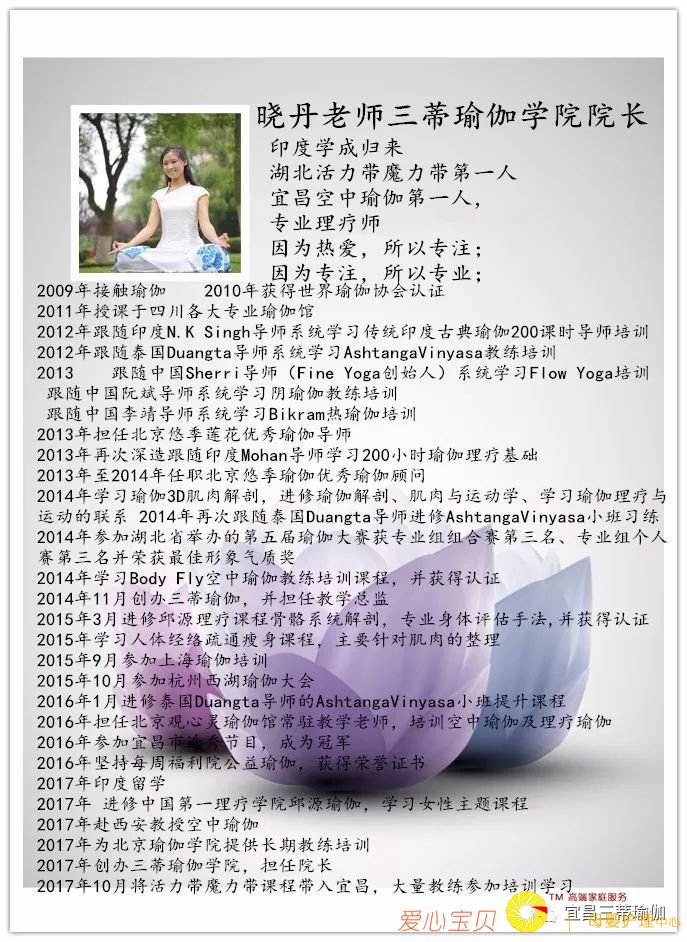 晓丹老师三蒂瑜伽学院院长
印度学成归来
湖北活力带魔力带第一人
宜昌空中瑜伽第一人，
专业理疗师
因为热爱，所以专注；
因为专注，所以专业；
2009年接触瑜伽 2010年获得世界瑜伽协会认证
2011年授课于四川各大专业瑜伽馆
2012年跟随印度N.K Singh导师系统学习传统印度古典瑜伽200课时导师培训
2012年跟随泰国Duangta导师系统学习AshtangaVinyasa教练培训
2013 跟随中国Sherri导师（Fine Yoga创始人）系统学习Flow Yoga培训
跟随中国阮斌导师系统学习阴瑜伽教练培训
跟随中国李靖导师系统学习Bikram热瑜伽培训
2013年担任北京悠季莲花优秀瑜伽导师
2013年再次深造跟随印度Mohan导师学习200小时瑜伽理疗基础
2013年至2014年任职北京悠季瑜伽优秀瑜伽顾问
2014年学习瑜伽3D肌肉解剖，进修瑜伽解剖、肌肉与运动学、学习瑜伽理疗与
运动的联系 2014年再次跟随泰国Duangta导师进修AshtangaVinyasa小班习练
2014年参加湖北省举办的第五届瑜伽大赛获专业组组合赛第三名、专业组个人
赛第三名并荣获最佳形象气质奖
2014年学习Body Fly空中瑜伽教练培训课程，并获得认证
2014年11月创办三蒂瑜伽，并担任教学总监
2015年3月进修邱源理疗课程骨骼系统解剖，专业身体评估手法,并获得认证
2015年学习人体经络疏通瘦身课程，主要针对肌肉的整理
2015年9月参加上海瑜伽培训
2015年10月参加杭州西湖瑜伽大会
2016年1月进修泰国Duangta导师的AshtangaVinyasa小班提升课程
2016年担任北京观心灵瑜伽馆常驻教学老师，培训空中瑜伽及理疗瑜伽
2016年参加宜昌市选秀节目，成为冠军
2016年坚持每周福利院公益瑜伽，获得荣誉证书
2017年印度留学
2017年 进修中国第一理疗学院邱源瑜伽，学习女性主题课程
2017年赴西安教授空中瑜伽
2017年为北京瑜伽学院提供长期教练培训
2017年创办三蒂瑜伽学院，担任院长
2017年10月将活力带魔力带课程带入宜昌，大量教练参加培训学习
TM 高端家庭服务
爱心宝贝
宜昌三蒂瑜伽
母婴护理中心